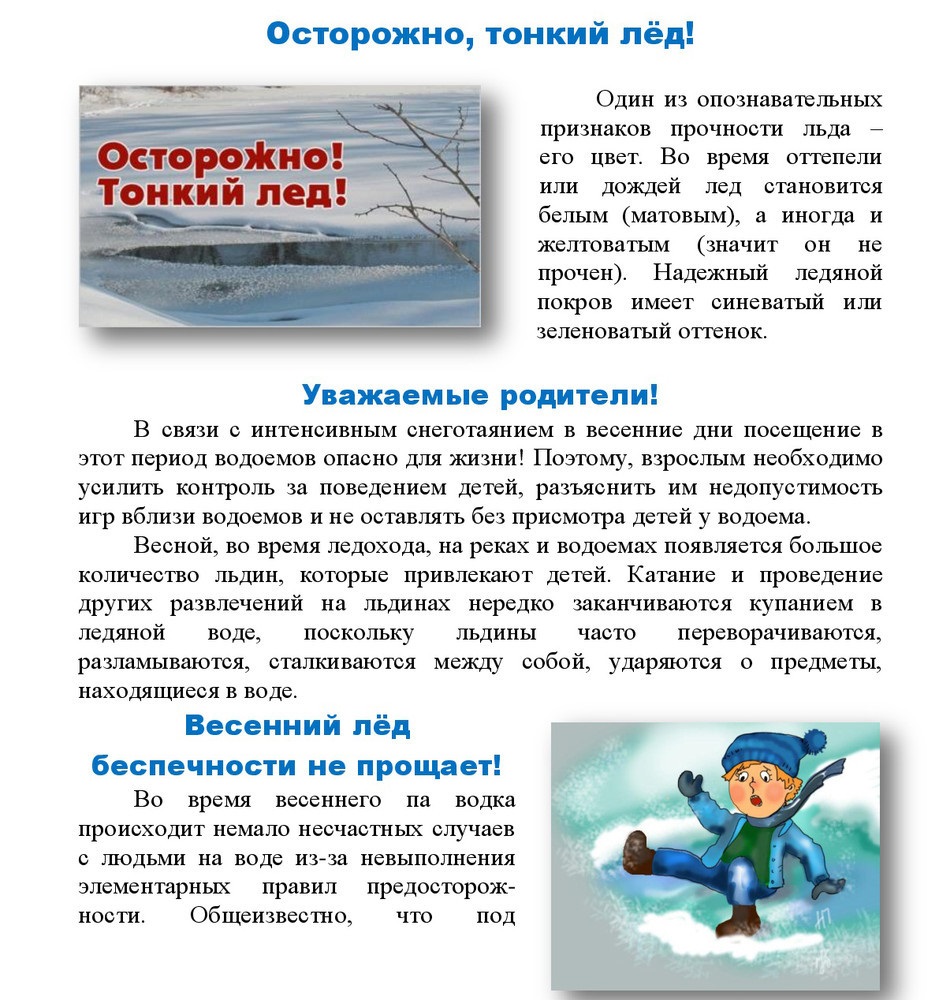 Осторожно, тонкий лёд!
Осторожно!
Тонкий лед!
Один из опознавательных
признаков прочности льда –
его цвет. Во время оттепели
или дождей лед становится
белым (матовым), а иногда и
желтоватым (значит он не
прочен). Надежный ледяной
покров имеет синеватый или
зеленоватый оттенок.
Уважаемые родители!
В связи с интенсивным снеготаянием в весенние дни посещение в
этот период водоемов опасно для жизни! Поэтому, взрослым необходимо
усилить контроль за поведением детей, разъяснить им недопустимость
игр вблизи водоемов и не оставлять без присмотра детей у водоема.
Весной, во время ледохода, на реках и водоемах появляется большое
количество льдин, которые привлекают детей. Катание и проведение
других развлечений на льдинах нередко заканчиваются купанием в
ледяной воде, поскольку льдины часто переворачиваются,
разламываются, сталкиваются между собой, ударяются о предметы,
находящиеся в воде.
Весенний лёд
беспечности не прощает!
Во время весеннего па водка
происходит немало несчастных случаев
с людьми на воде из-за невыполнения
элементарных правил предосторож-
ности. Общеизвестно, что под